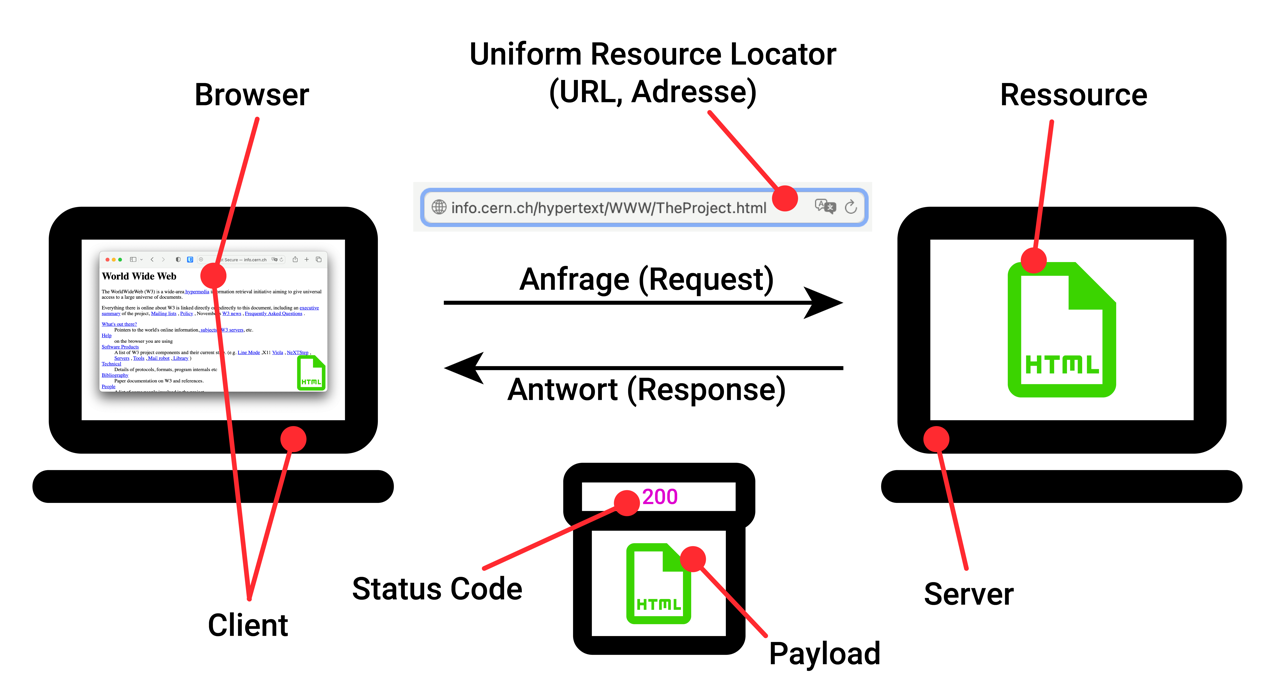 Uniform Resource Locator
(URL, Adresse)
Browser
Ressource
info.cern.ch/hypertext/WWW/TheProject.html
Secure — info.cern.ch
World Wide Web
The WorldWideWeb (W3) is a wide-area hypermedia information retrieval initiative aiming to give universal
access to a large universe of documents.
Everything there is online about W3 is linked directly or indirectly to this document, including an executive
summary of the project, Mailing lists , Policy , November's W3 news , Frequently Asked Questions .
What's out there?
Pointers to the world's online information, subjects , W3 servers, etc.
Help
on the browser you are using
Software Products
A list of W3 project components and their current state. (e.g. Line Mode ,X11 Viola , NeXTStep ,
Servers , Tools , Mail robot , Library )
Technical
Details of protocols, formats, program internals etc
Bibliography
Paper documentation on W3 and references.
People
HTML
Anfrage (Request)
Antwort (Response)
HTML
200
HTML
Status Code
Payload
Client
Server